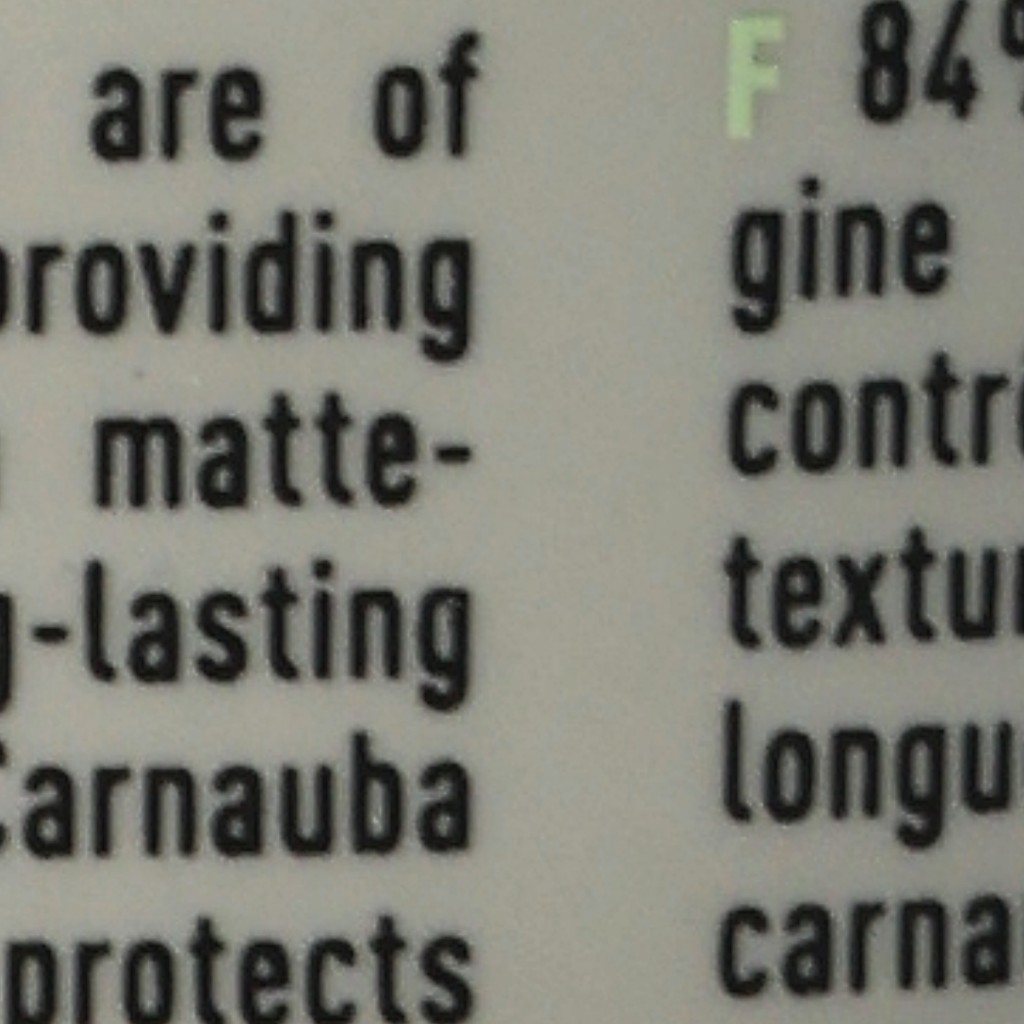 are of
providing
matte-
-lasting
Carnauba
protects
F 84%
gine
contr
textu
longu
carna